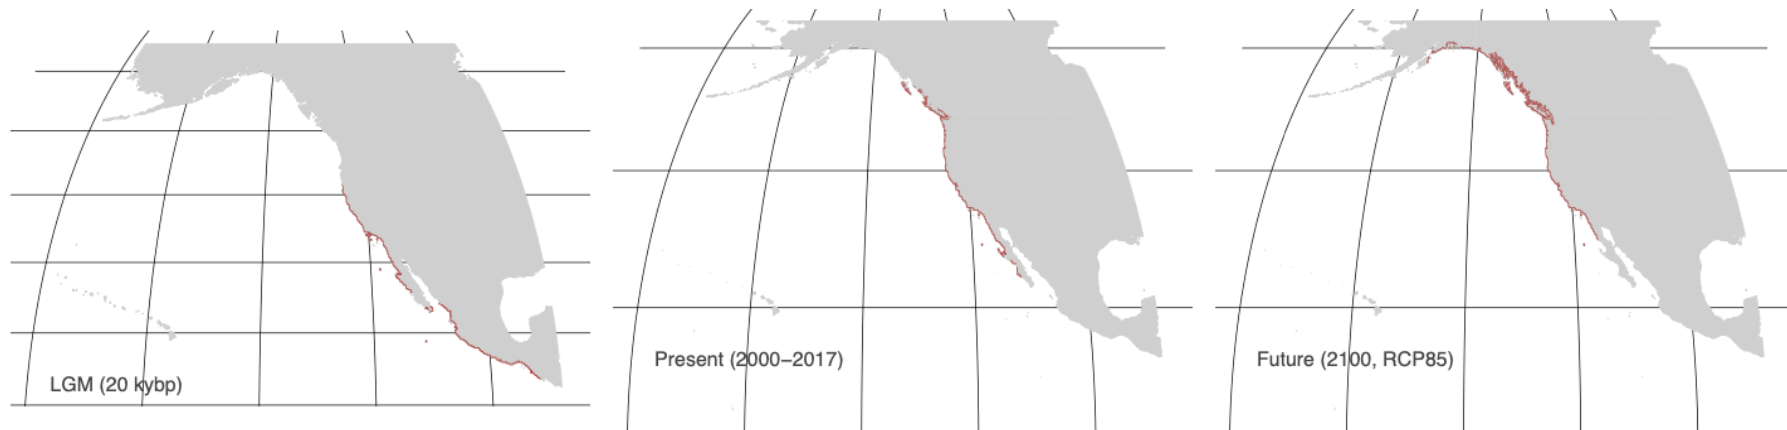 LGM (20 kybp)
Present (2000–2017)
Future (2100, RCP85)